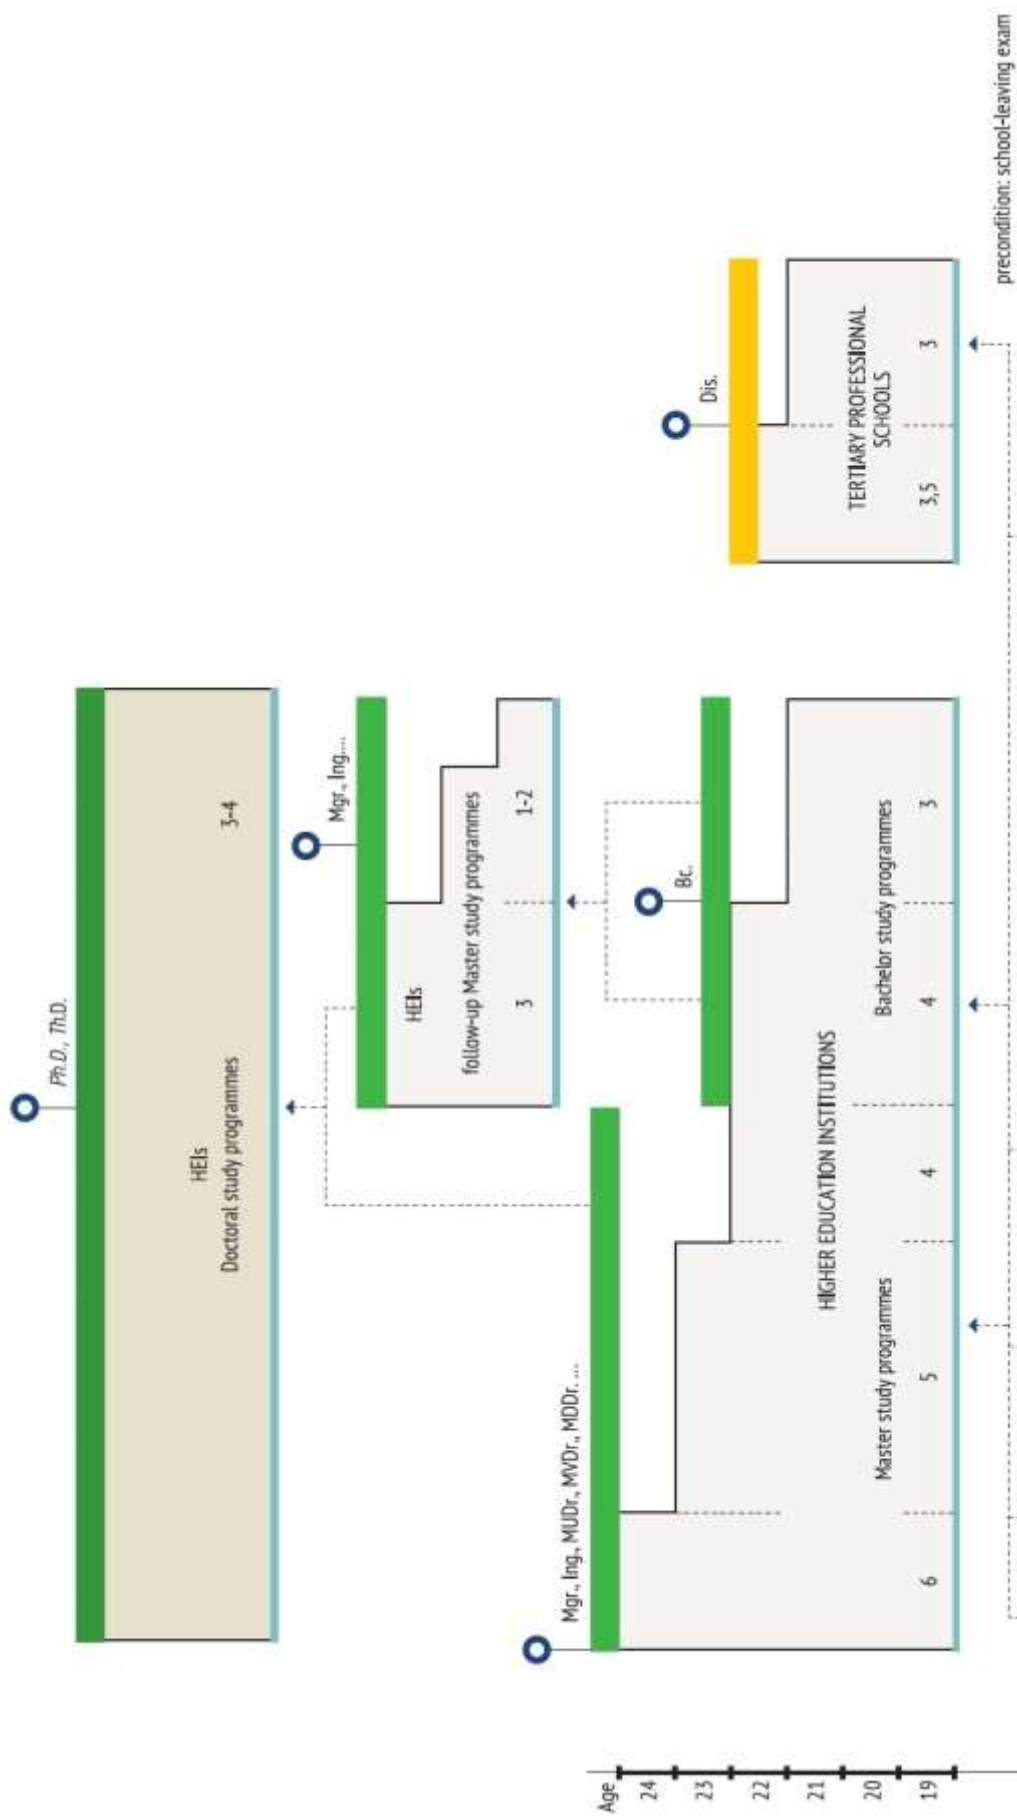 Ph.D., Th.D.
HEIs
Doctoral study programmes
3-4
Mgr., Ing....
HEIs
follow-up Master study programmes
3
1-2
Mgr., Ing., MUDr., MVDr., MDDr. ...
Bc.
Dis.
HIGHER EDUCATION INSTITUTIONS
Master study programmes
Bachelor study programmes
6
5
4
4
3
TERTIARY PROFESSIONAL
SCHOOLS
3,5
3
Age
24
23
22
21
20
19
precondition: school-leaving exam